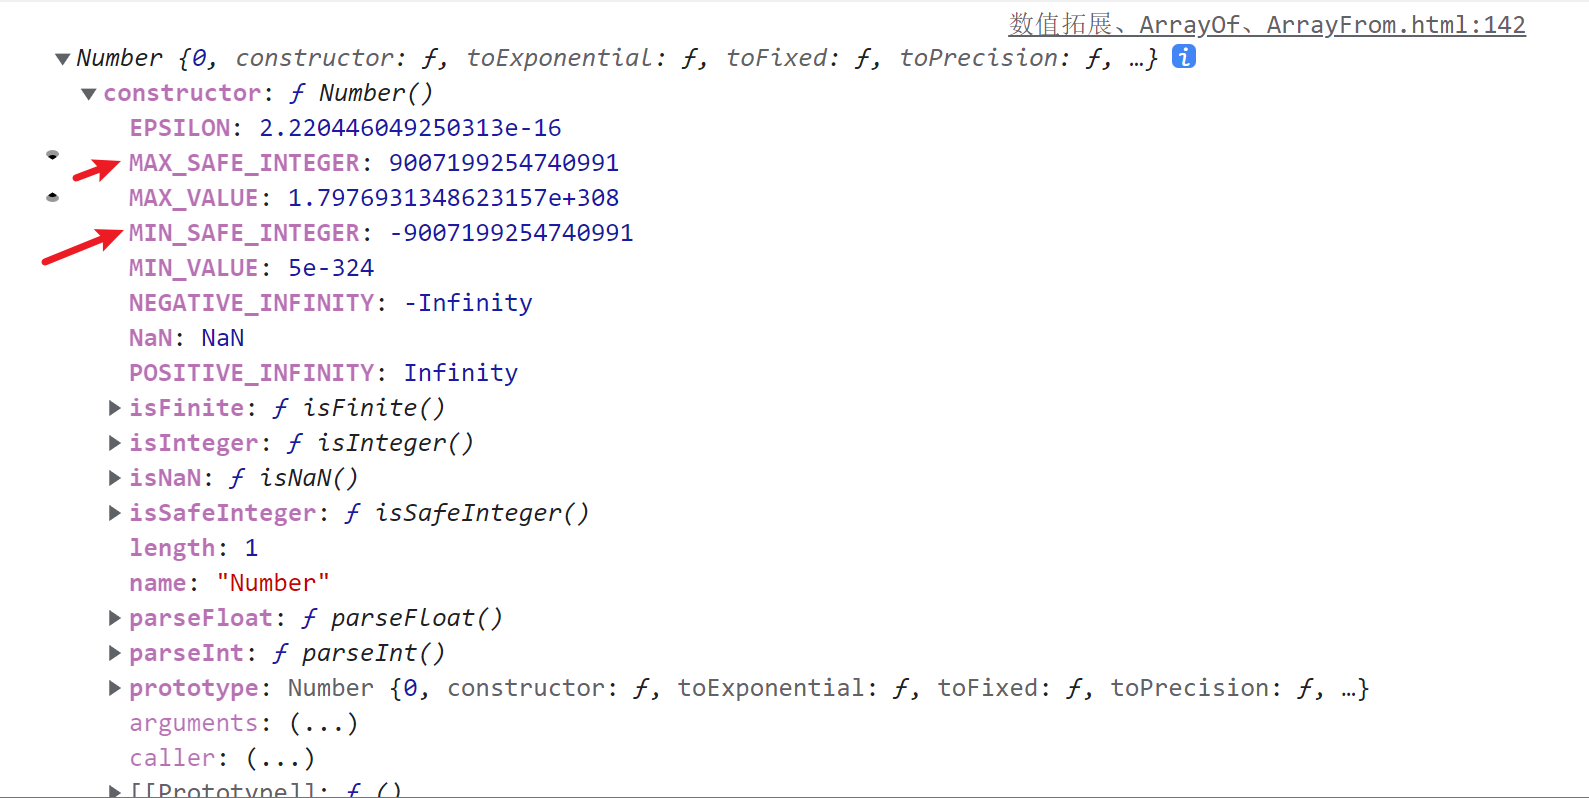 数值拓展、ArrayOf、ArrayFrom.html:142
Number {0, constructor: ƒ, toExponential: ƒ, toFixed: ƒ, toPrecision: ƒ, …}
constructor: ƒ Number()
EPSILON: 2.220446049250313e-16
MAX_SAFE_INTEGER: 9007199254740991
MAX_VALUE: 1.7976931348623157e+308
MIN_SAFE_INTEGER: -9007199254740991
MIN_VALUE: 5e-324
NEGATIVE_INFINITY: -Infinity
NaN: NaN
POSITIVE_INFINITY: Infinity
isFinite: ƒ isFinite()
isInteger: ƒ isInteger()
isNaN: ƒ isNaN()
isSafeInteger: ƒ isSafeInteger()
length: 1
name: "Number"
parseFloat: ƒ parseFloat()
parseInt: ƒ parseInt()
prototype: Number {0, constructor: ƒ, toExponential: ƒ, toFixed: ƒ, toPrecision: ƒ, …}
arguments: (...)
caller: (...)
[[Prototype]]: ƒ ()